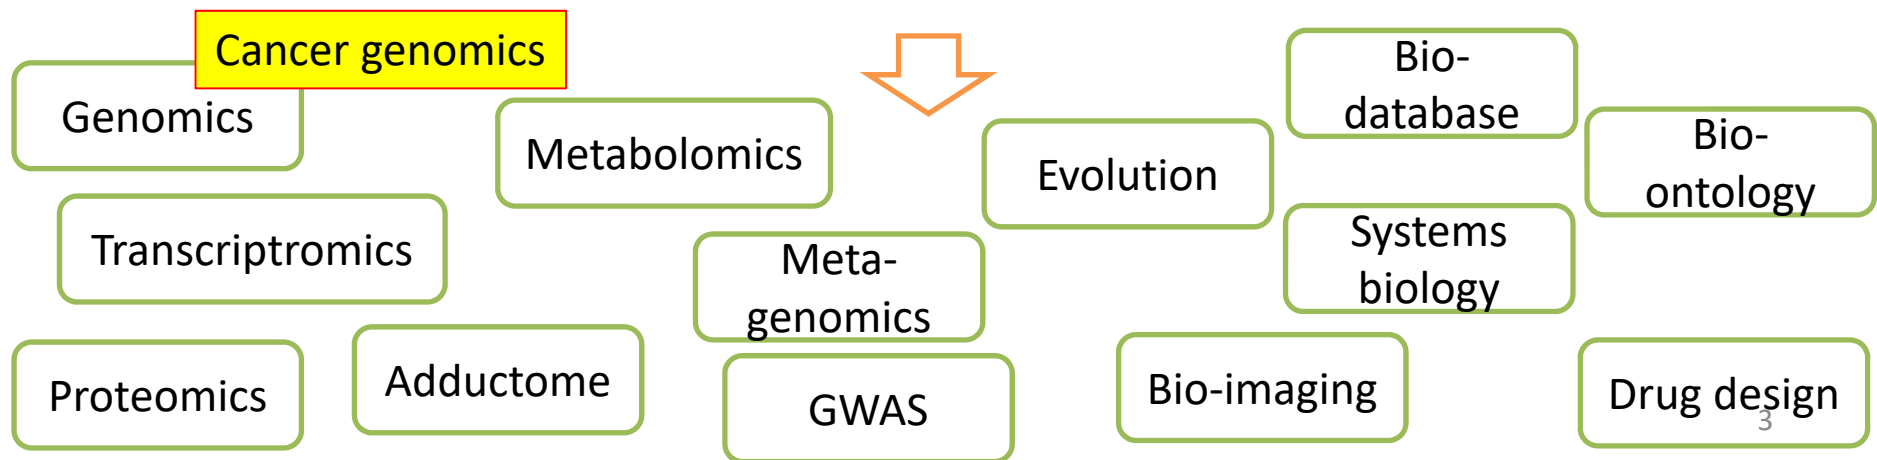 Cancer genomics
Genomics
Metabolomics
Evolution
Bio-
database
Bio-
ontology
Transcriptromics
Meta-
genomics
Systems
biology
Proteomics
Adductome
GWAS
Bio-imaging
Drug design
3